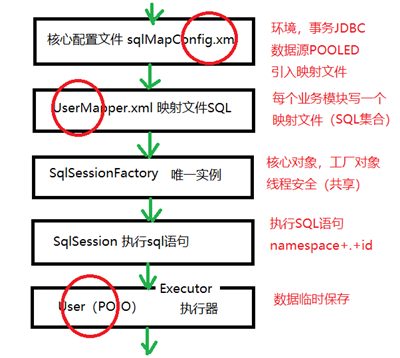 核心配置文件 sqlMapConfig.xml
环境，事务JDBC
数据源POOLED
引入映射文件
UserMapper.xml 映射文件SQL
每个业务模块写一个
映射文件（SQL集合）
SqlSessionFactory 唯一实例
核心对象，工厂对象
线程安全（共享）
SqlSession 执行sql语句
执行SQL语句
namespace+.+id
User（POJO）
Executor
执行器
数据临时保存